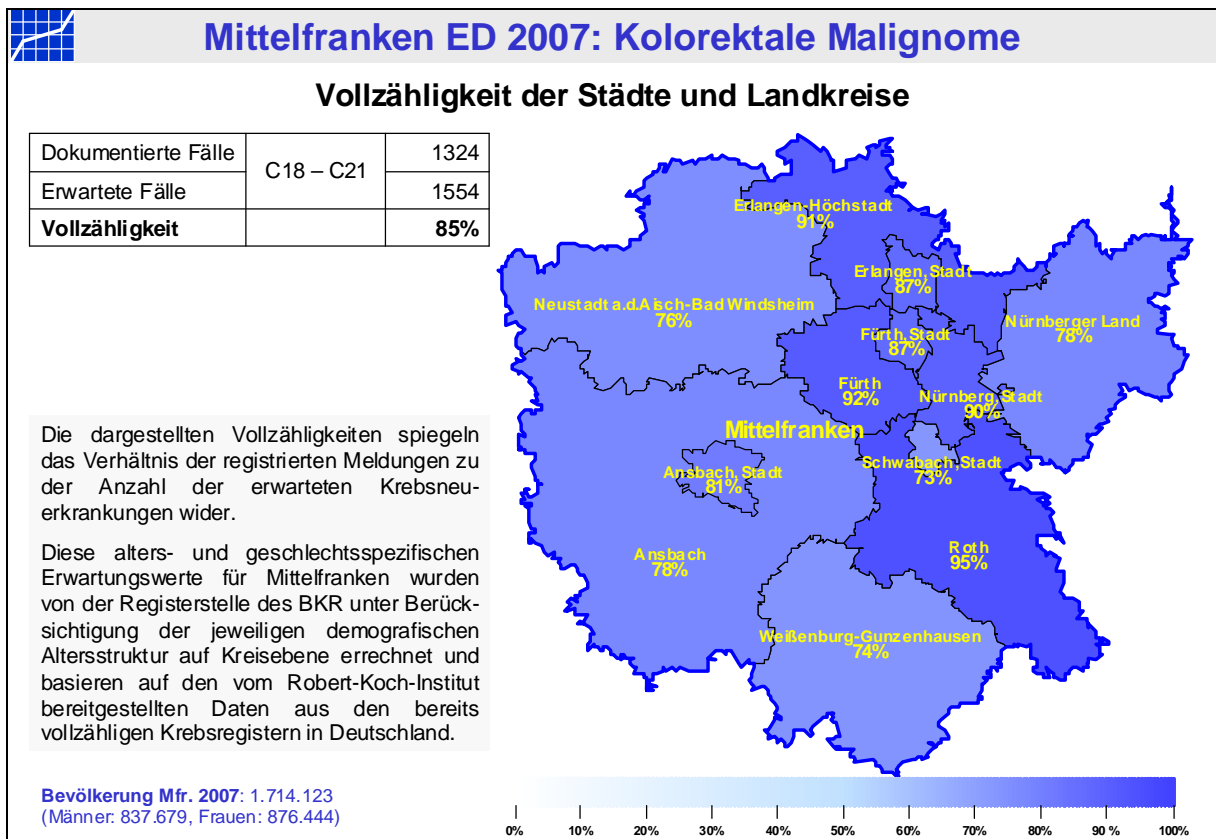 Mittelfranken ED 2007: Kolorektale Malignome
Vollzähligkeit der Städte und Landkreise
Dokumentierte Fälle C18 – C21 1324
Erwartete Fälle 1554
Vollzähligkeit 85%
Erlangen-Höchstadt
91%
Erlangen, Stadt
87%
Neustadt a.d.Aisch-Bad Windsheim
76%
Nürnberger Land
78%
Fürth, Stadt
87%
Fürth
92%
Nürnberg, Stadt
90%
Mittelfranken
Schwabach, Stadt
73%
Ansbach, Stadt
81%
Ansbach
78%
Roth
95%
Weißenburg-Gunzenhausen
74%
Die dargestellten Vollzähligkeiten spiegeln
das Verhältnis der registrierten Meldungen zu
der Anzahl der erwarteten Krebsneu-
erkrankungen wider.
Diese alters- und geschlechtsspezifischen
Erwartungswerte für Mittelfranken wurden
von der Registerstelle des BKR unter Berück-
sichtigung der jeweiligen demografischen
Altersstruktur auf Kreisebene errechnet und
basieren auf den vom Robert-Koch-Institut
bereitgestellten Daten aus den bereits
vollzähligen Krebsregistern in Deutschland.
Bevölkerung Mfr. 2007: 1.714.123
(Männer: 837.679, Frauen: 876.444)
0% 10% 20% 30% 40% 50% 60% 70% 80% 90 % 100%